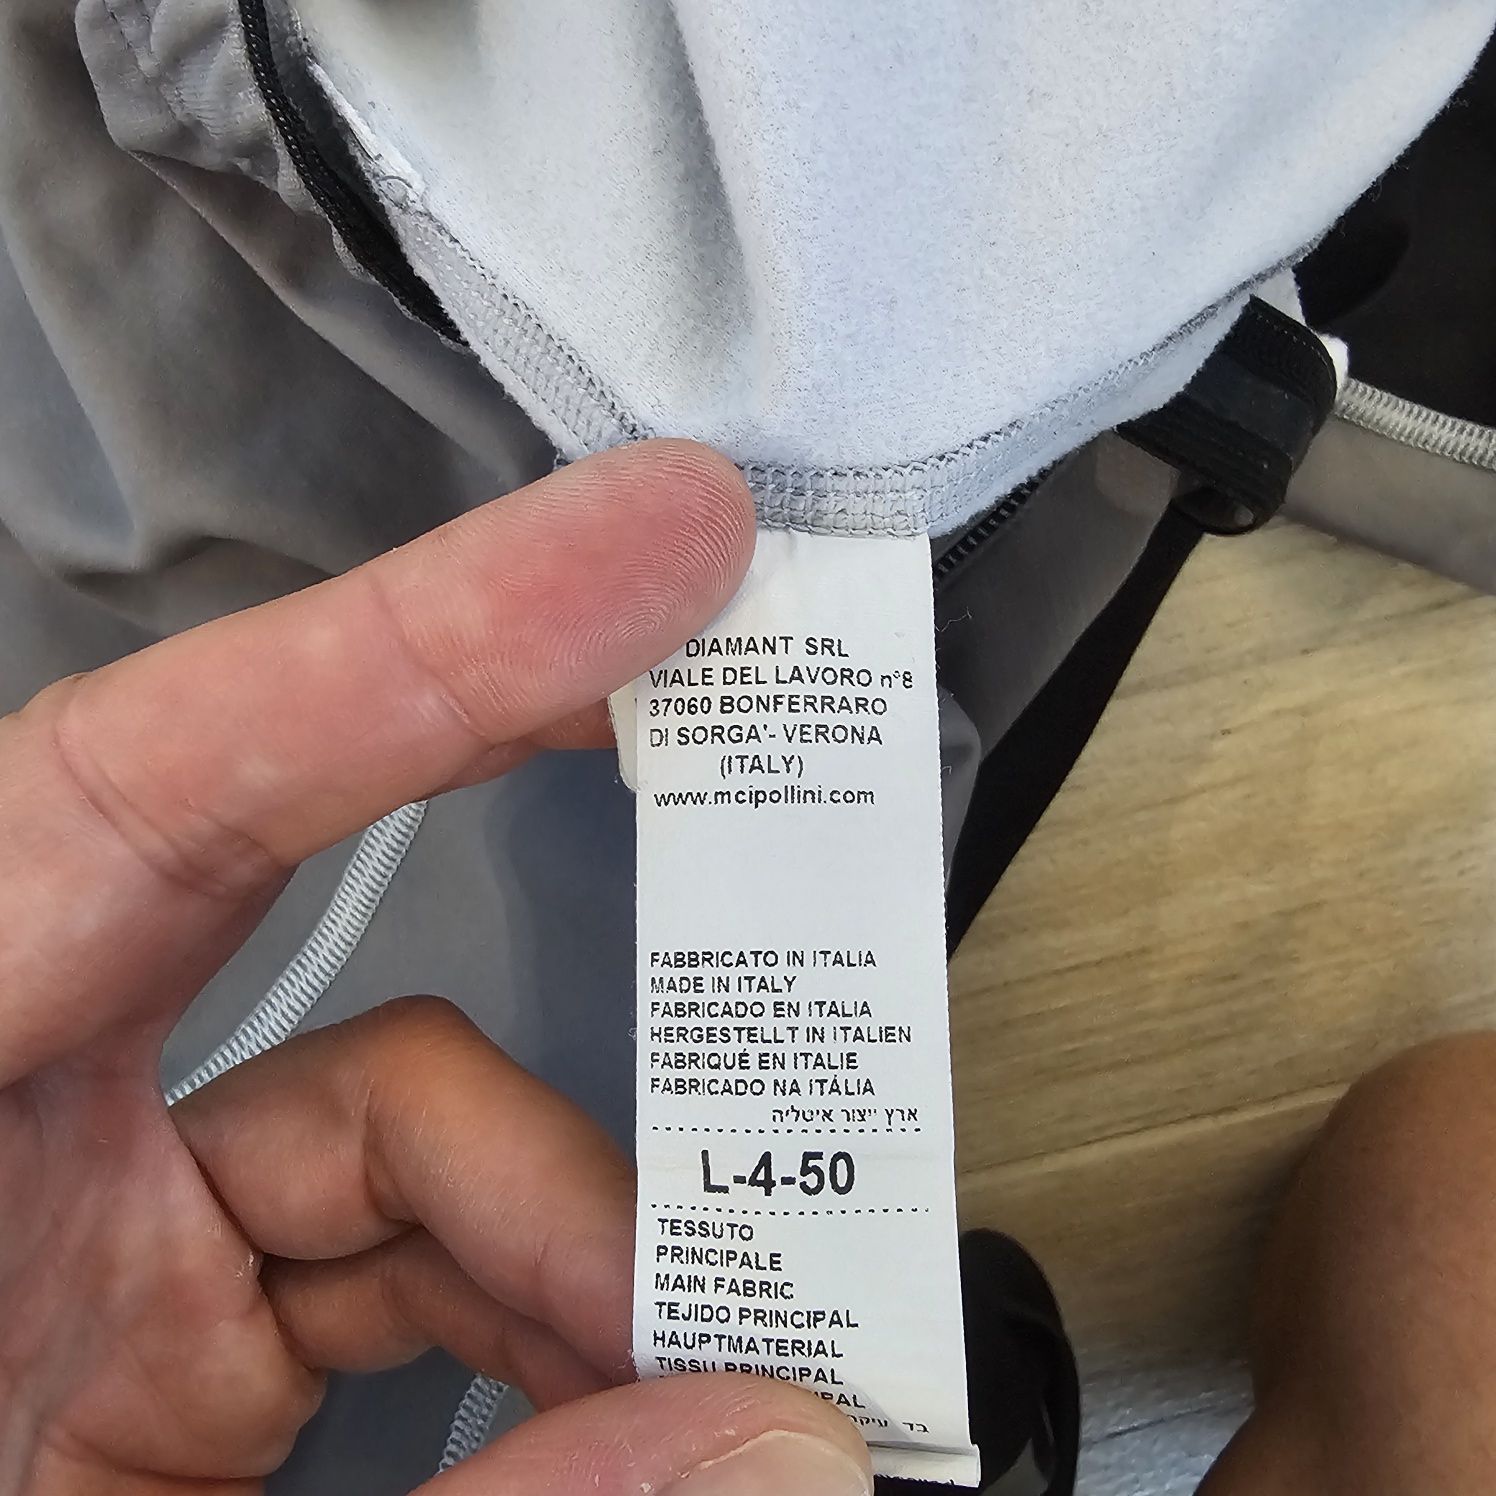 DIAMANT SRL
VIALE DEL LAVORO n°8
37060 BONFERRARO
DI SORGA'- VERONA
(ITALY)
www.mcipollini.com
FABBRICATO IN ITALIA
MADE IN ITALY
FABRICADO EN ITALIA
HERGESTELLT IN ITALIEN
FABRIQUÉ EN ITALIE
FABRICADO NA ITÁLIA
ארץ ייצור איטליה
L-4-50
TESSUTO
PRINCIPALE
MAIN FABRIC
TEJIDO PRINCIPAL
HAUPTMATERIAL
TISSU PRINCIPAL
בד